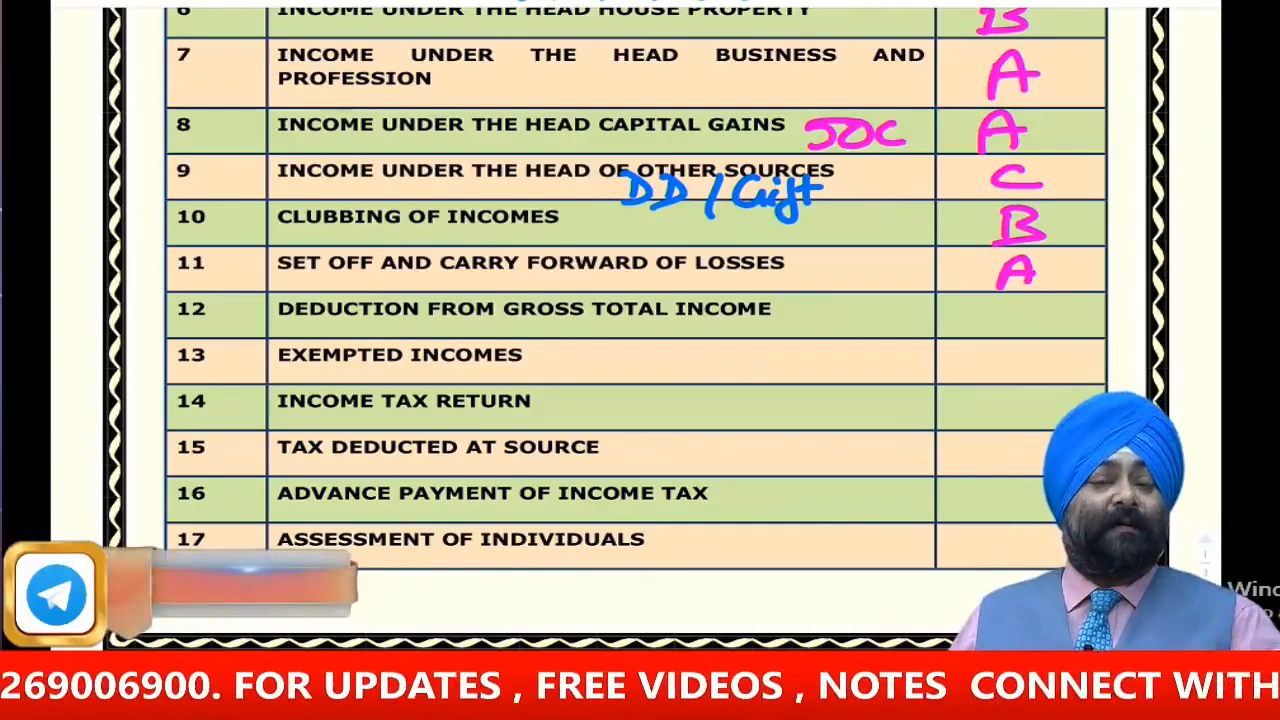 6 INCOME UNDER THE HEAD HOUSE PROPERTY B
7 INCOME UNDER THE HEAD BUSINESS AND
PROFESSION A
8 INCOME UNDER THE HEAD CAPITAL GAINS 50C A
9 INCOME UNDER THE HEAD OF OTHER SOURCES C
DD / Gift
10 CLUBBING OF INCOMES B
11 SET OFF AND CARRY FORWARD OF LOSSES A
12 DEDUCTION FROM GROSS TOTAL INCOME
13 EXEMPTED INCOMES
14 INCOME TAX RETURN
15 TAX DEDUCTED AT SOURCE
16 ADVANCE PAYMENT OF INCOME TAX
17 ASSESSMENT OF INDIVIDUALS
269006900. FOR UPDATES , FREE VIDEOS , NOTES CONNECT WITH